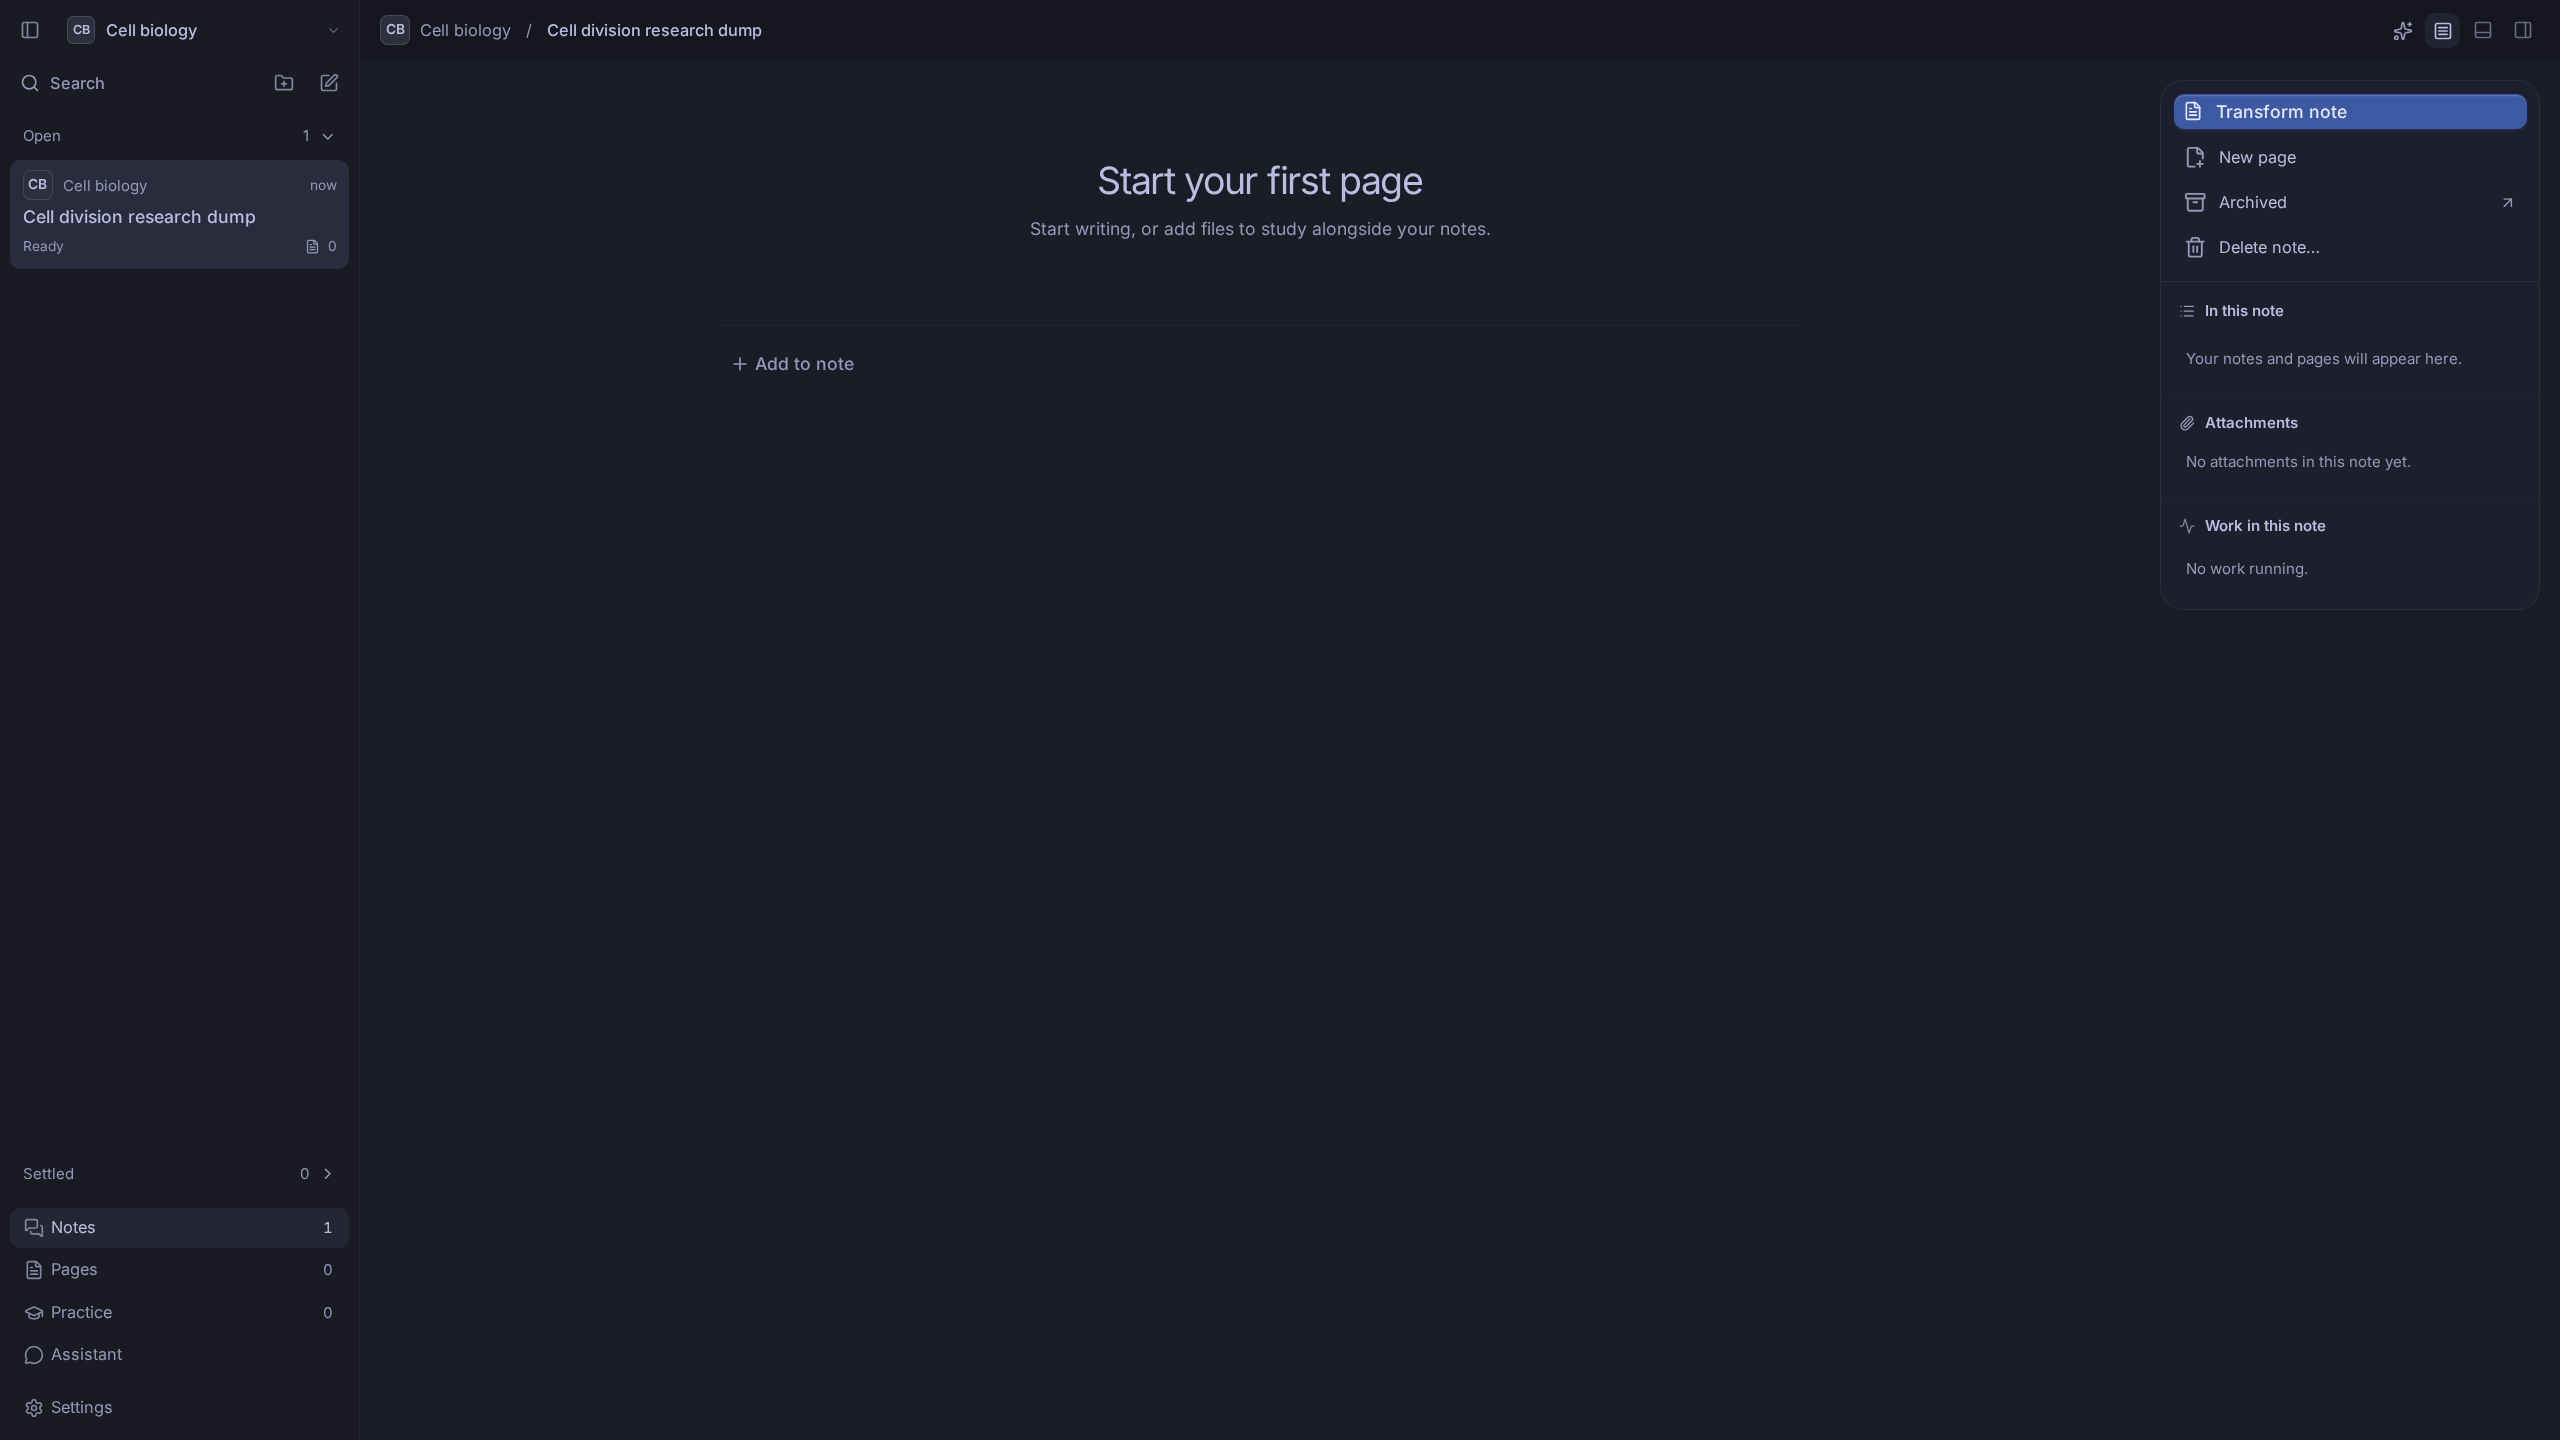 CB Cell biology
Search
Open 1
CB Cell biology now
Cell division research dump
Ready 0
Settled 0
Notes 1
Pages 0
Practice 0
Assistant
Settings
CB Cell biology / Cell division research dump
Start your first page
Start writing, or add files to study alongside your notes.
Add to note
Transform note
New page
Archived
Delete note...
In this note
Your notes and pages will appear here.
Attachments
No attachments in this note yet.
Work in this note
No work running.